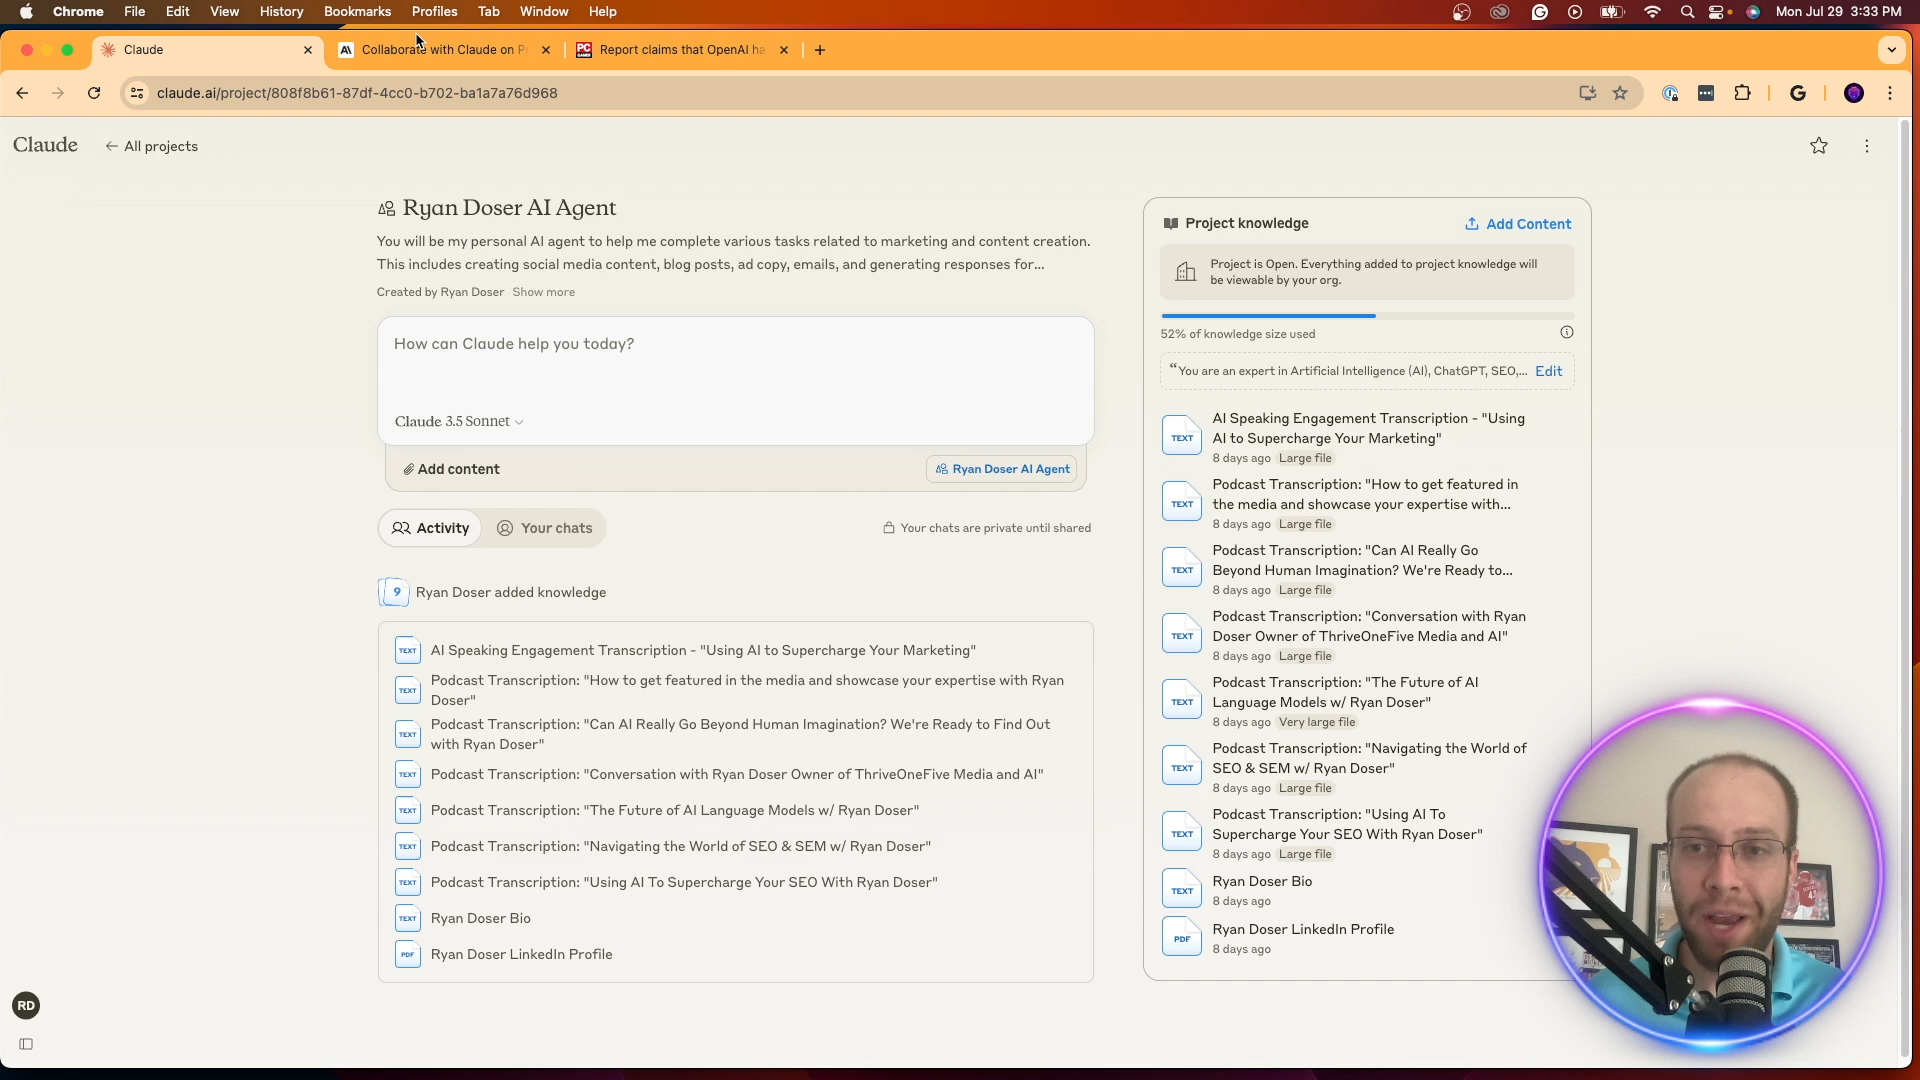 Chrome File Edit View History Bookmarks Profiles Tab Window Help Mon Jul 29 3:33 PM
Claude
Collaborate with Claude on
Report claims that OpenAI ha
claude.ai/project/808f8b61-87df-4cc0-b702-ba1a7a76d968
Claude
All projects
Ryan Doser AI Agent
You will be my personal AI agent to help me complete various tasks related to marketing and content creation.
This includes creating social media content, blog posts, ad copy, emails, and generating responses for...
Created by Ryan Doser Show more
How can Claude help you today?
Claude 3.5 Sonnet
Add content
Ryan Doser AI Agent
Activity
Your chats
Your chats are private until shared
9
Ryan Doser added knowledge
TEXT AI Speaking Engagement Transcription - "Using AI to Supercharge Your Marketing"
TEXT Podcast Transcription: "How to get featured in the media and showcase your expertise with Ryan
Doser"
TEXT Podcast Transcription: "Can AI Really Go Beyond Human Imagination? We're Ready to Find Out
with Ryan Doser"
TEXT Podcast Transcription: "Conversation with Ryan Doser Owner of ThriveOneFive Media and AI"
TEXT Podcast Transcription: "The Future of AI Language Models w/ Ryan Doser"
TEXT Podcast Transcription: "Navigating the World of SEO & SEM w/ Ryan Doser"
TEXT Podcast Transcription: "Using AI To Supercharge Your SEO With Ryan Doser"
TEXT Ryan Doser Bio
PDF Ryan Doser LinkedIn Profile
RD
Project knowledge
Add Content
Project is Open. Everything added to project knowledge will
be viewable by your org.
52% of knowledge size used
"You are an expert in Artificial Intelligence (AI), ChatGPT, SEO,... Edit
TEXT
AI Speaking Engagement Transcription - "Using
AI to Supercharge Your Marketing"
8 days ago Large file
TEXT
Podcast Transcription: "How to get featured in
the media and showcase your expertise with...
8 days ago Large file
TEXT
Podcast Transcription: "Can AI Really Go
Beyond Human Imagination? We're Ready to...
8 days ago Large file
TEXT
Podcast Transcription: "Conversation with Ryan
Doser Owner of ThriveOneFive Media and AI"
8 days ago Large file
TEXT
Podcast Transcription: "The Future of AI
Language Models w/ Ryan Doser"
8 days ago Very large file
TEXT
Podcast Transcription: "Navigating the World of
SEO & SEM w/ Ryan Doser"
8 days ago Large file
TEXT
Podcast Transcription: "Using AI To
Supercharge Your SEO With Ryan Doser"
8 days ago Large file
TEXT
Ryan Doser Bio
8 days ago
PDF
Ryan Doser LinkedIn Profile
8 days ago